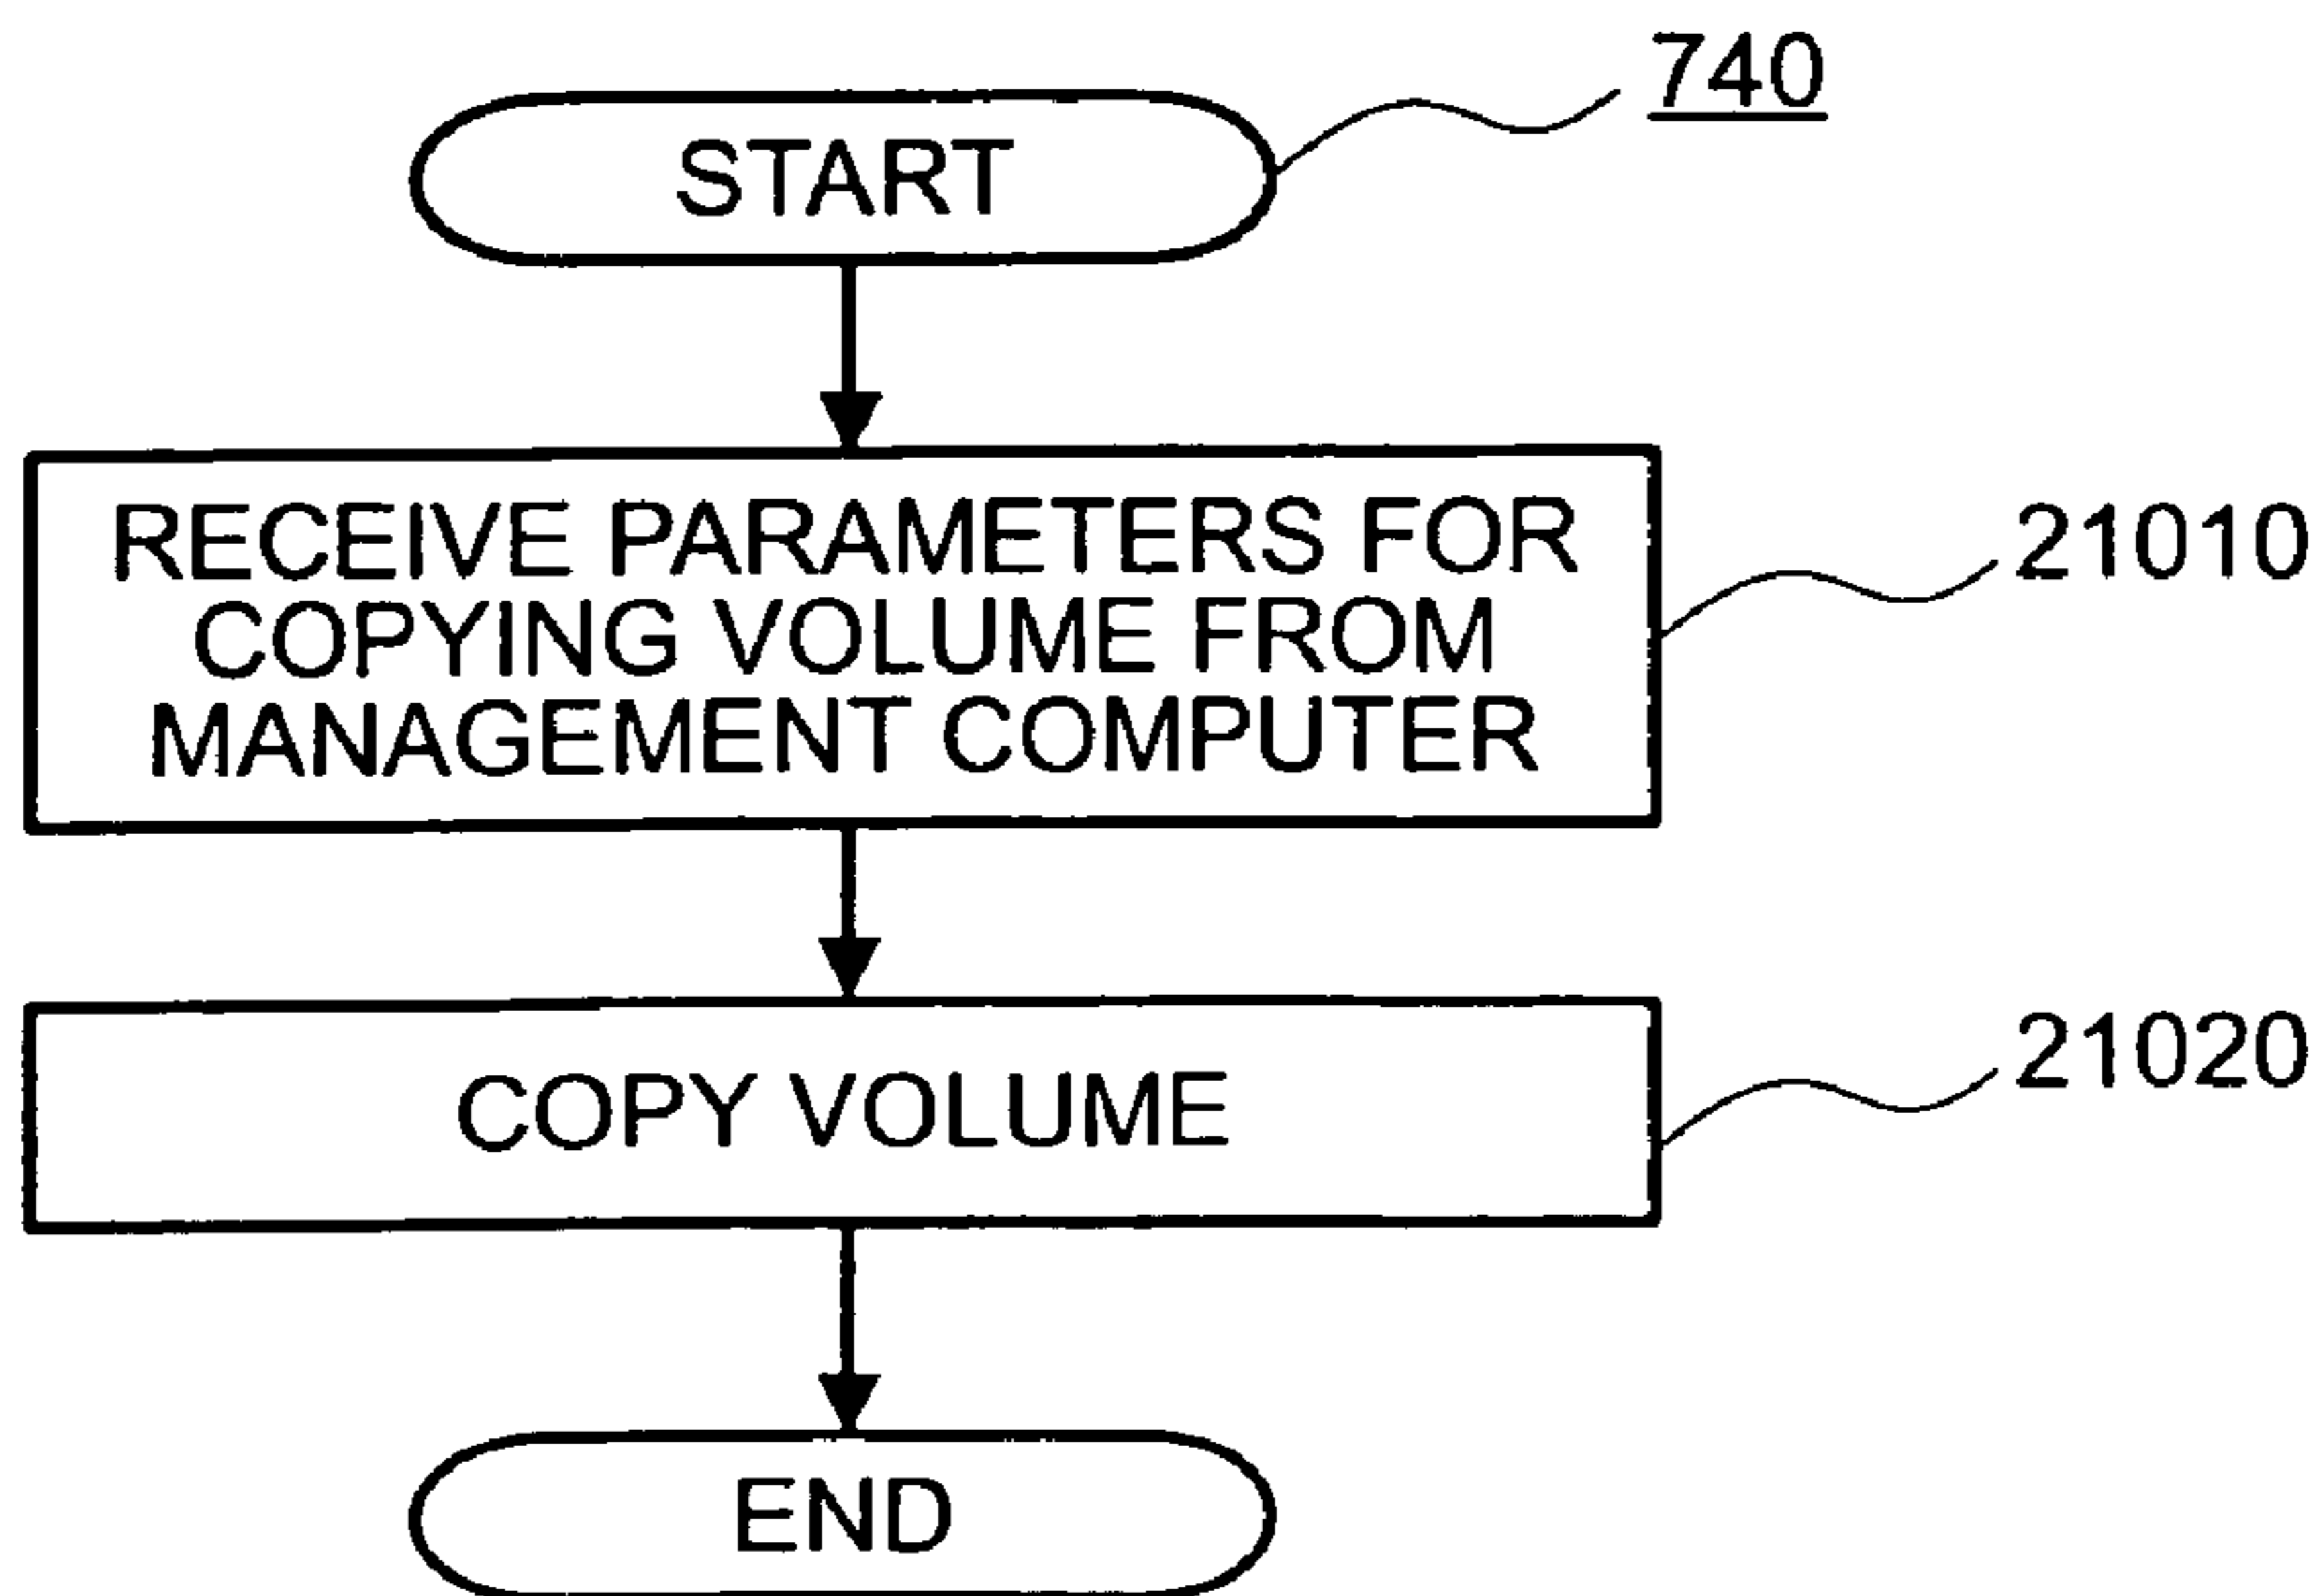 740
START
RECEIVE PARAMETERS FOR
COPYING VOLUME FROM
MANAGEMENT COMPUTER
21010
COPY VOLUME
21020
END